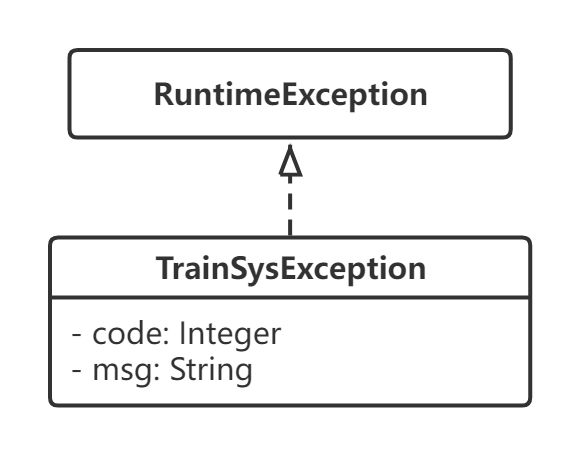 RuntimeException
TrainSysException
- code: Integer
- msg: String